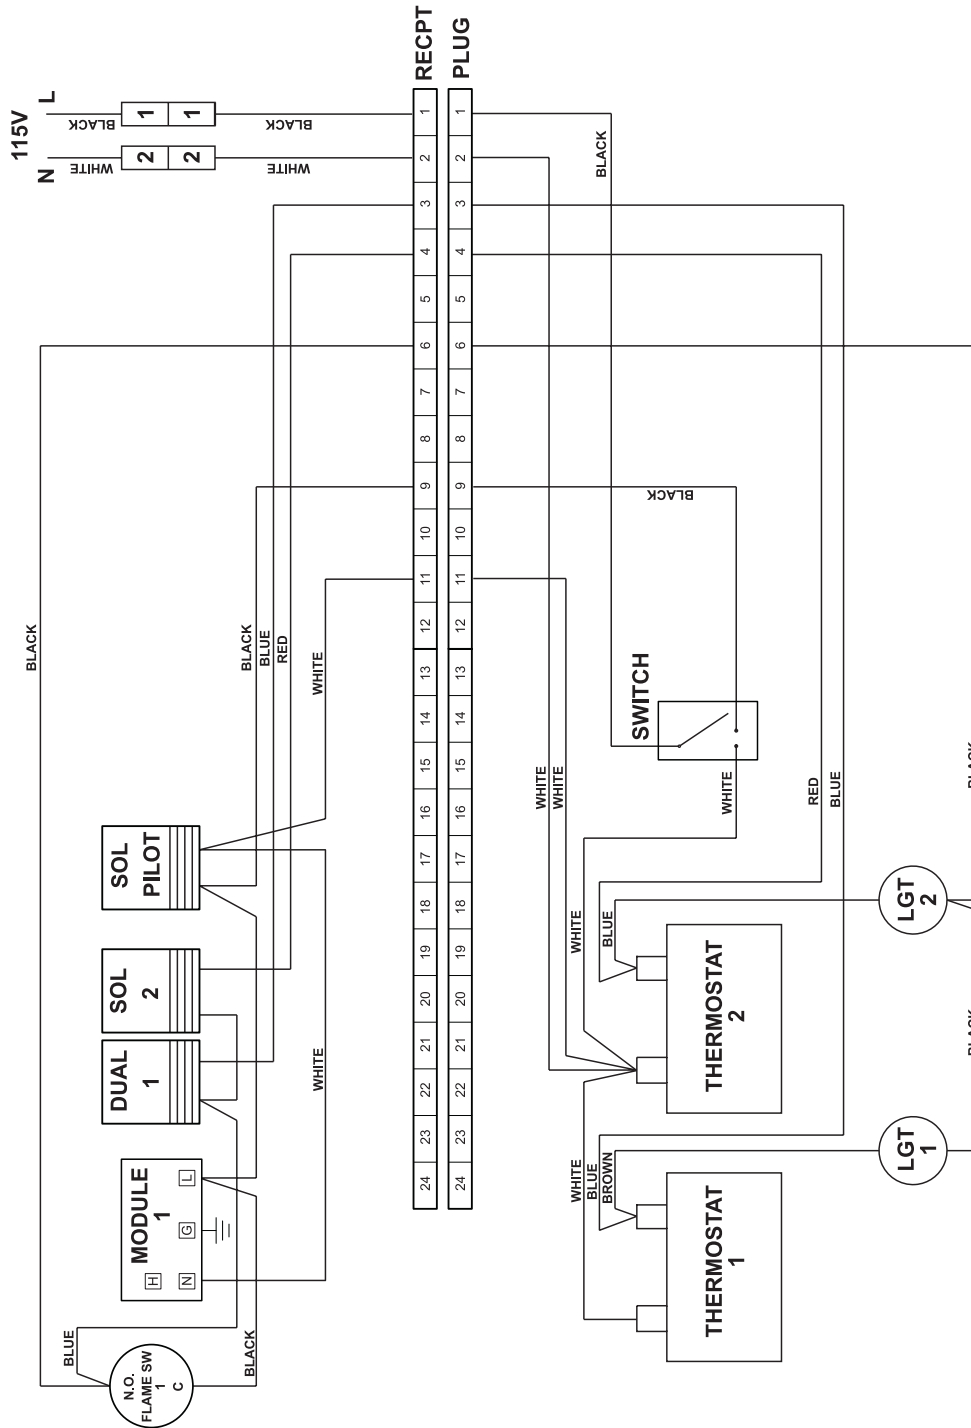 115V
N
L
WHITE
BLACK
2
2
1
1
WHITE
BLACK
RECPT
PLUG
1
2
3
4
5
6
7
8
9
10
11
12
13
14
15
16
17
18
19
20
21
22
23
24
1
2
3
4
5
6
7
8
9
10
11
12
13
14
15
16
17
18
19
20
21
22
23
24
BLACK
BLACK
BLUE
RED
WHITE
SOL
PILOT
SOL
2
DUAL
1
WHITE
MODULE
1
H
N
G
L
BLUE
BLACK
N.O.
FLAME SW
1
C
BLACK
BLACK
SWITCH
WHITE
WHITE
WHITE
RED
BLUE
WHITE
BLUE
THERMOSTAT
2
LGT
2
BLACK
BLACK
WHITE
BLUE
BROWN
THERMOSTAT
1
LGT
1